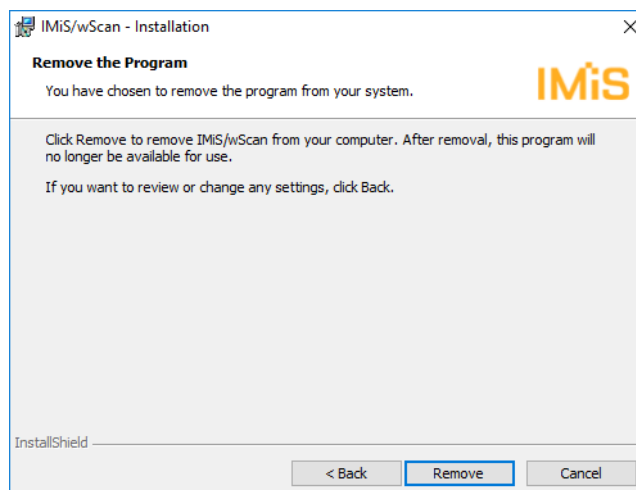 IMiS/wScan - Installation
Remove the Program
You have chosen to remove the program from your system.
IMiS
Click Remove to remove IMiS/wScan from your computer. After removal, this program will
no longer be available for use.
If you want to review or change any settings, click Back.
InstallShield
< Back
Remove
Cancel